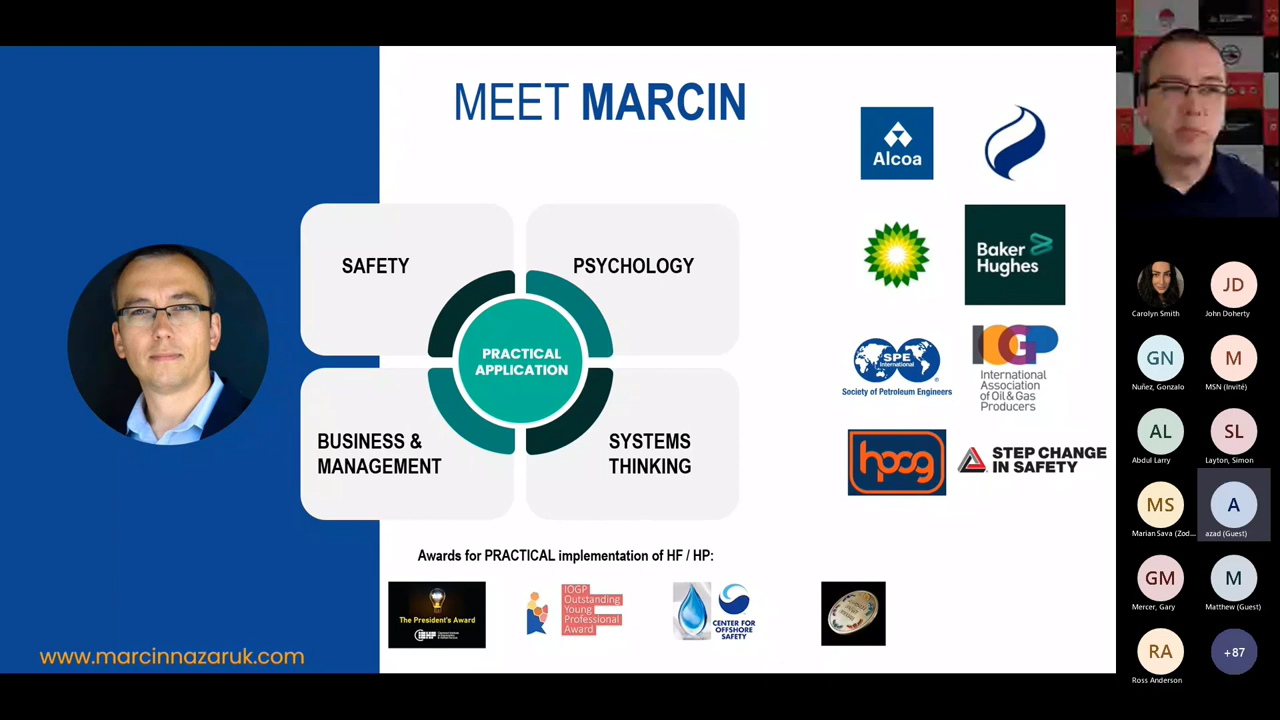 MEET MARCIN
SAFETY
PSYCHOLOGY
PRACTICAL
APPLICATION
BUSINESS &
MANAGEMENT
SYSTEMS
THINKING
Alcoa
Baker
Hughes
SPE
International
Society of Petroleum Engineers
IOGP
International
Association
of Oil & Gas
Producers
hpog
STEP CHANGE
IN SAFETY
Awards for PRACTICAL implementation of HF / HP:
The President's Award
IOGP
Outstanding
Young
Professional
Award
CENTER FOR
OFFSHORE
SAFETY
www.marcinnazaruk.com
Carolyn Smith
JD
John Doherty
GN
Nuñez, Gonzalo
M
MSN (Invité)
AL
Abdul Larry
SL
Layton, Simon
MS
Marian Sava (Zod...
A
azad (Guest)
GM
Mercer, Gary
M
Matthew (Guest)
RA
Ross Anderson
+87